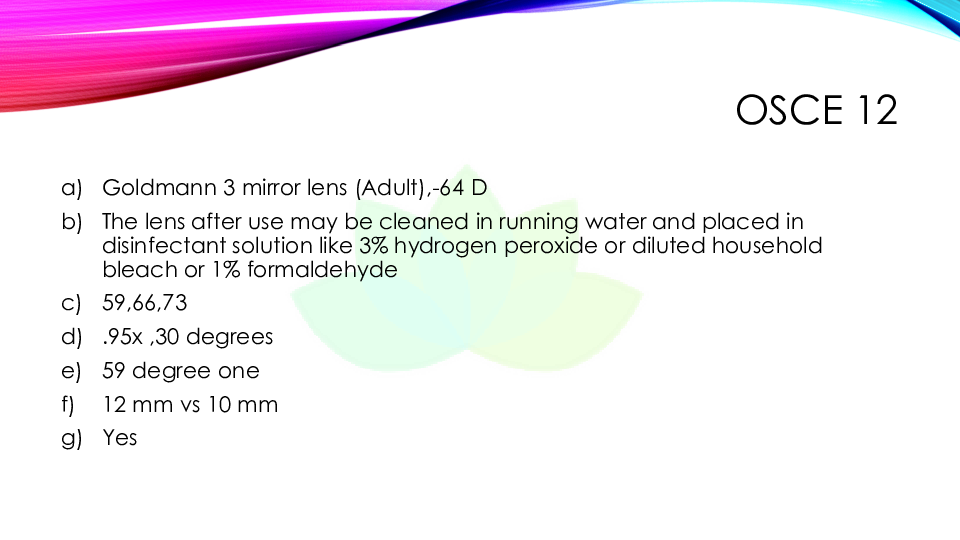 OSCE 12
a) Goldmann 3 mirror lens (Adult),-64 D
b) The lens after use may be cleaned in running water and placed in
disinfectant solution like 3% hydrogen peroxide or diluted household
bleach or 1% formaldehyde
c) 59,66,73
d) .95x ,30 degrees
e) 59 degree one
f) 12 mm vs 10 mm
g) Yes